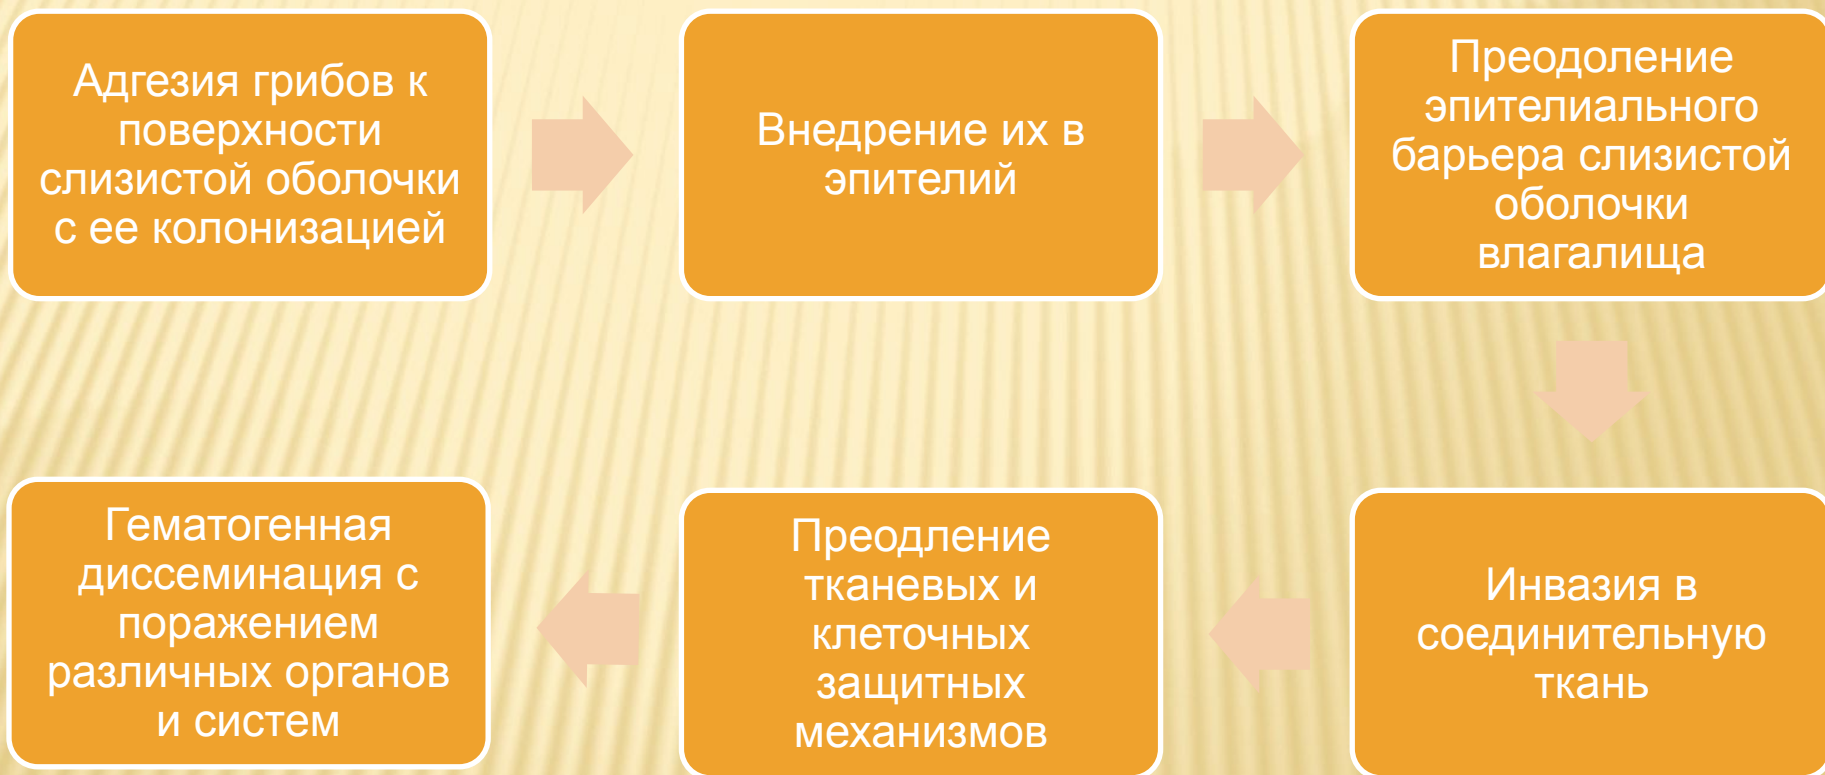 Адгезия грибов к
поверхности
слизистой оболочки
с ее колонизацией
Внедрение их в
эпителий
Преодоление
эпителиального
барьера слизистой
оболочки
влагалища
Инвазия в
соединительную
ткань
Преодление
тканевых и
клеточных
защитных
механизмов
Гематогенная
диссеминация с
поражением
различных органов
и систем